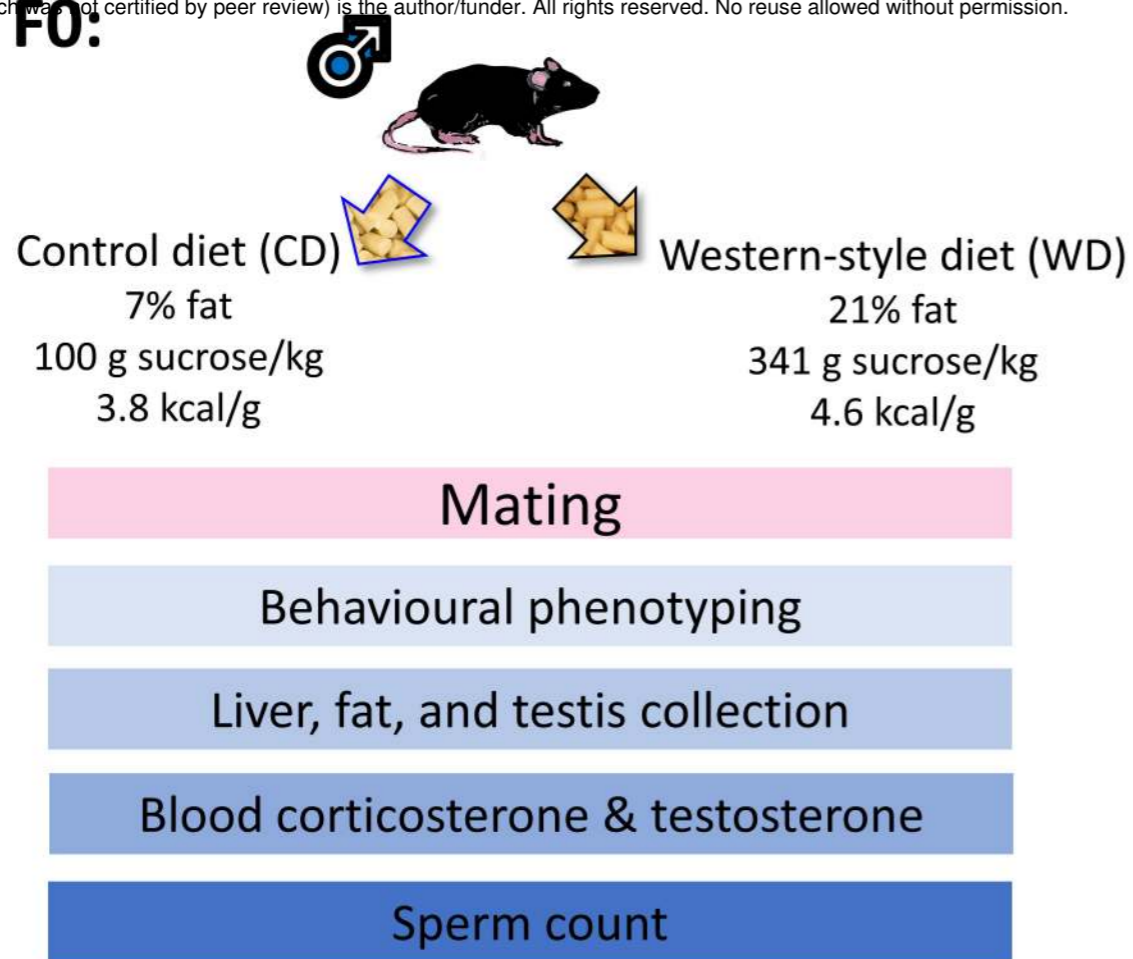 not certified by peer review) is the author/funder. All rights reserved. No reuse allowed without permission.
F0:
Control diet (CD)
7% fat
100 g sucrose/kg
3.8 kcal/g
Western-style diet (WD)
21% fat
341 g sucrose/kg
4.6 kcal/g
Mating
Behavioural phenotyping
Liver, fat, and testis collection
Blood corticosterone & testosterone
Sperm count